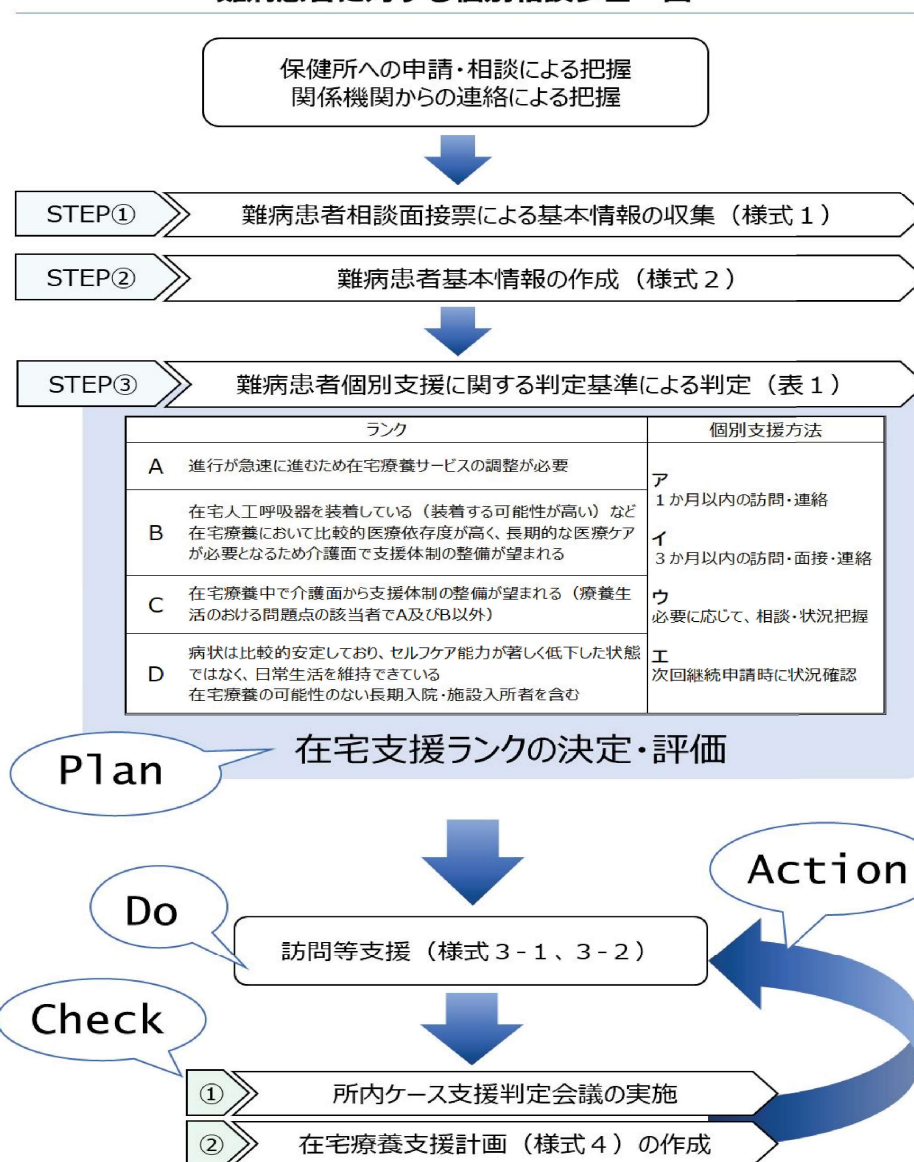 保健所への申請・相談による把握
関係機関からの連絡による把握
STEP① 難病患者相談面接票による基本情報の収集(様式1)
STEP② 難病患者基本情報の作成(様式2)
STEP③ 難病患者個別支援に関する判定基準による判定(表1)
ランク 個別支援方法
A 進行が急速に進むため在宅療養サービスの調整が必要
B 在宅人工呼吸器を装着している(装着する可能性が高い)など
在宅療養において比較的医療依存度が高く、長期的な医療ケア
が必要となるため介護面で支援体制の整備が望まれる
C 在宅療養中で介護面から支援体制の整備が望まれる(療養生
活のおける問題点の該当者でA及びB以外)
D 病状は比較的安定しており、セルフケア能力が著しく低下した状態
ではなく、日常生活を維持できている
在宅療養の可能性のない長期入院・施設入所者を含む
ア
1か月以内の訪問・連絡
イ
3か月以内の訪問・面接・連絡
ウ
必要に応じて、相談・状況把握
エ
次回継続申請時に状況確認
在宅支援ランクの決定・評価
Plan
Action
Do
訪問等支援(様式3-1、3-2)
Check
① 所内ケース支援判定会議の実施
② 在宅療養支援計画(様式4)の作成